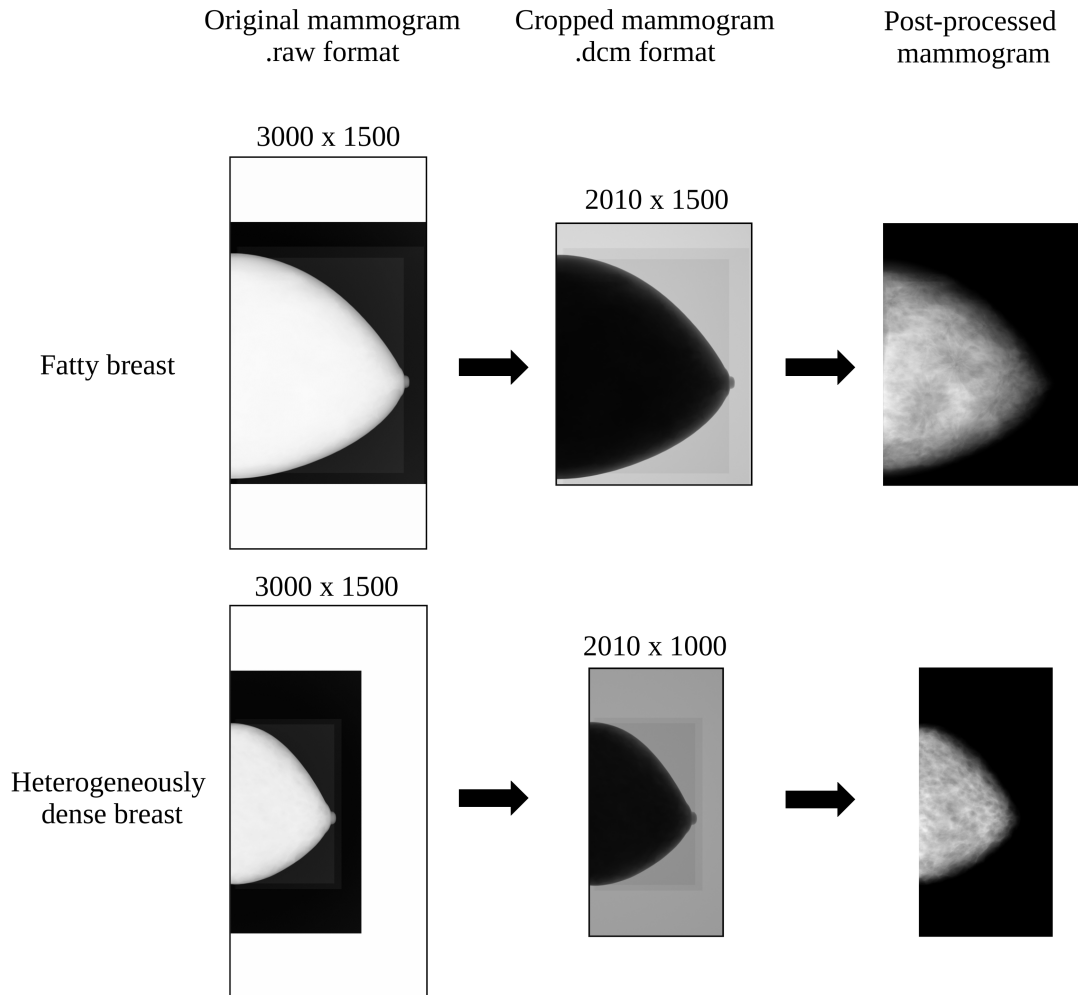 Original mammogram
.raw format
Cropped mammogram
.dcm format
Post-processed
mammogram
3000 x 1500
2010 x 1500
Fatty breast
3000 x 1500
2010 x 1000
Heterogeneously
dense breast